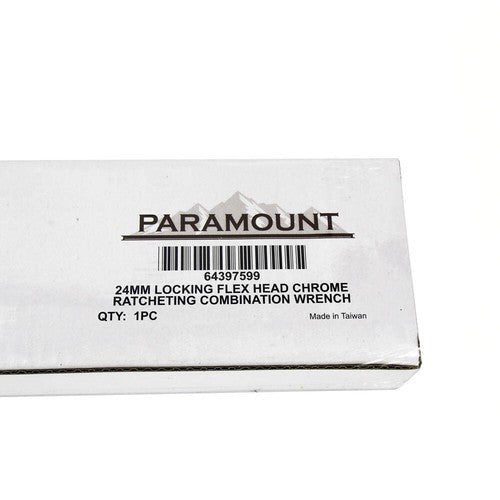 PARAMOUNT
64397599
24MM LOCKING FLEX HEAD CHROME
RATCHETING COMBINATION WRENCH
QTY: 1PC
Made in Taiwan